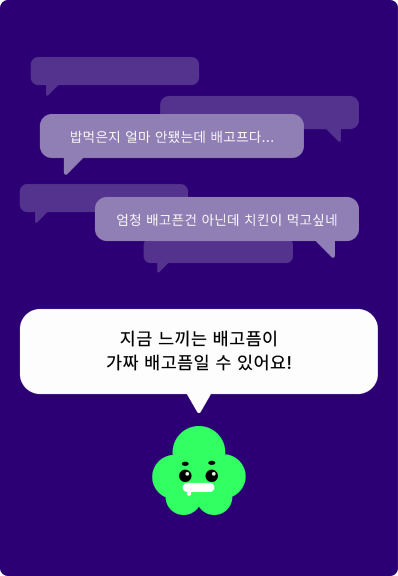 밥먹은지 얼마 안됐는데 배고프다...
엄청 배고픈건 아닌데 치킨이 먹고싶네
지금 느끼는 배고픔이
가짜 배고픔일 수 있어요!